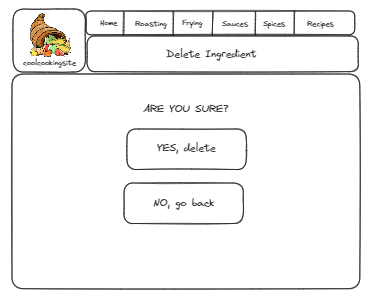 coolcookingsite
Home Roasting Frying Sauces Spices Recipes
Delete Ingredient
ARE YOU SURE?
YES, delete
NO, go back